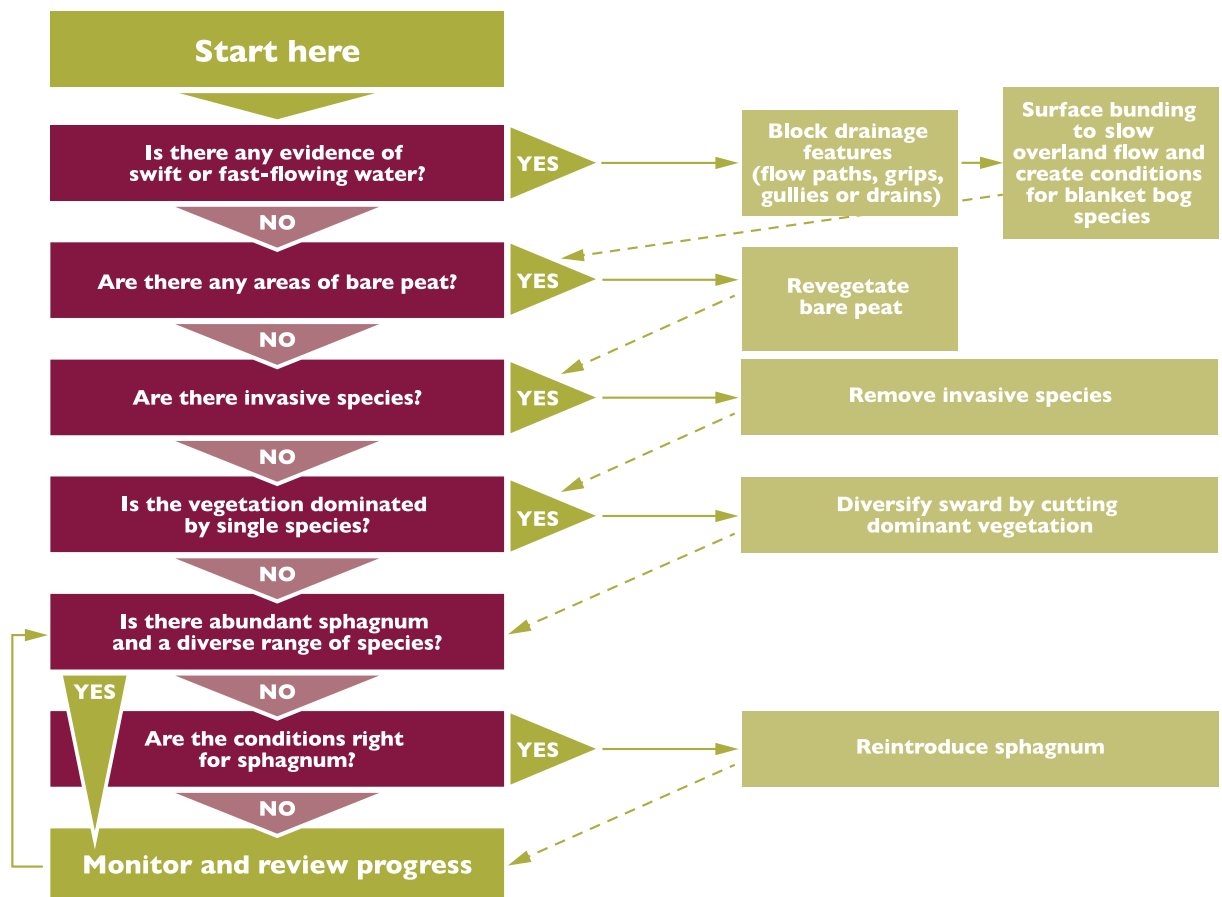 Start here
Is there any evidence of
swift or fast-flowing water?
YES
Block drainage
features
(flow paths, grips,
gullies or drains)
Surface bunding
to slow
overland flow and
create conditions
for blanket bog
species
NO
Are there any areas of bare peat?
YES
Revegetate
bare peat
NO
Are there invasive species?
YES
Remove invasive species
NO
Is the vegetation dominated
by single species?
YES
Diversify sward by cutting
dominant vegetation
NO
Is there abundant sphagnum
and a diverse range of species?
YES
NO
Are the conditions right
for sphagnum?
YES
Reintroduce sphagnum
NO
Monitor and review progress